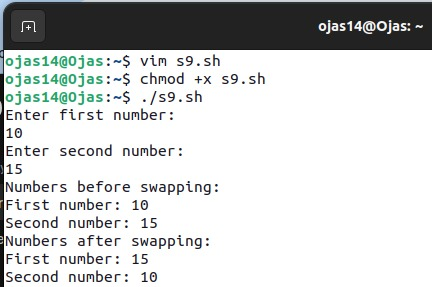 ojas14@Ojas: ~
ojas14@Ojas:~$ vim s9.sh
ojas14@Ojas:~$ chmod +x s9.sh
ojas14@Ojas:~$ ./s9.sh
Enter first number:
10
Enter second number:
15
Numbers before swapping:
First number: 10
Second number: 15
Numbers after swapping:
First number: 15
Second number: 10